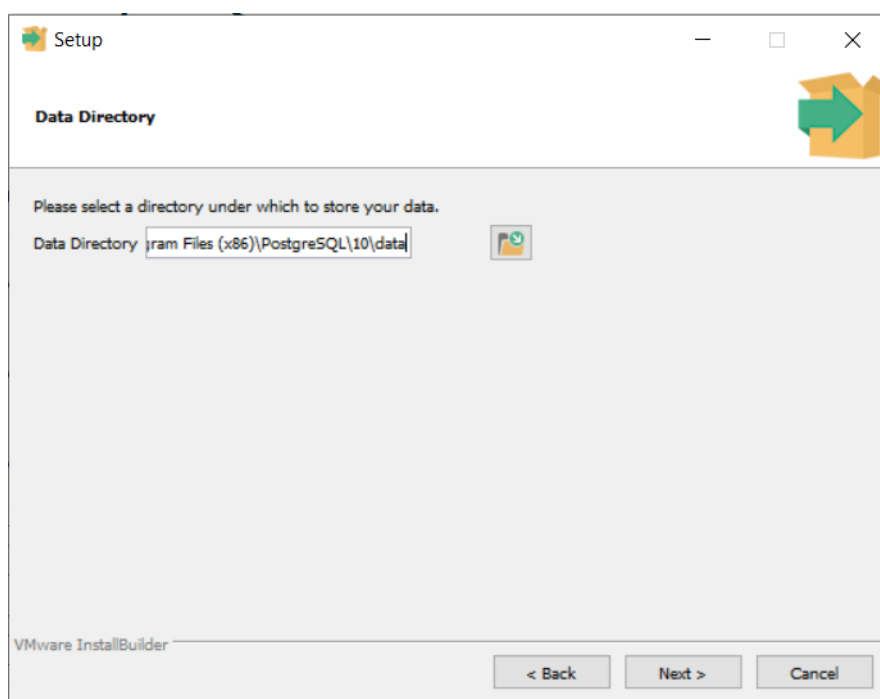 Setup
Data Directory
Please select a directory under which to store your data.
Data Directory gram Files (x86)\PostgreSQL\10\data
VMware InstallBuilder
< Back Next > Cancel